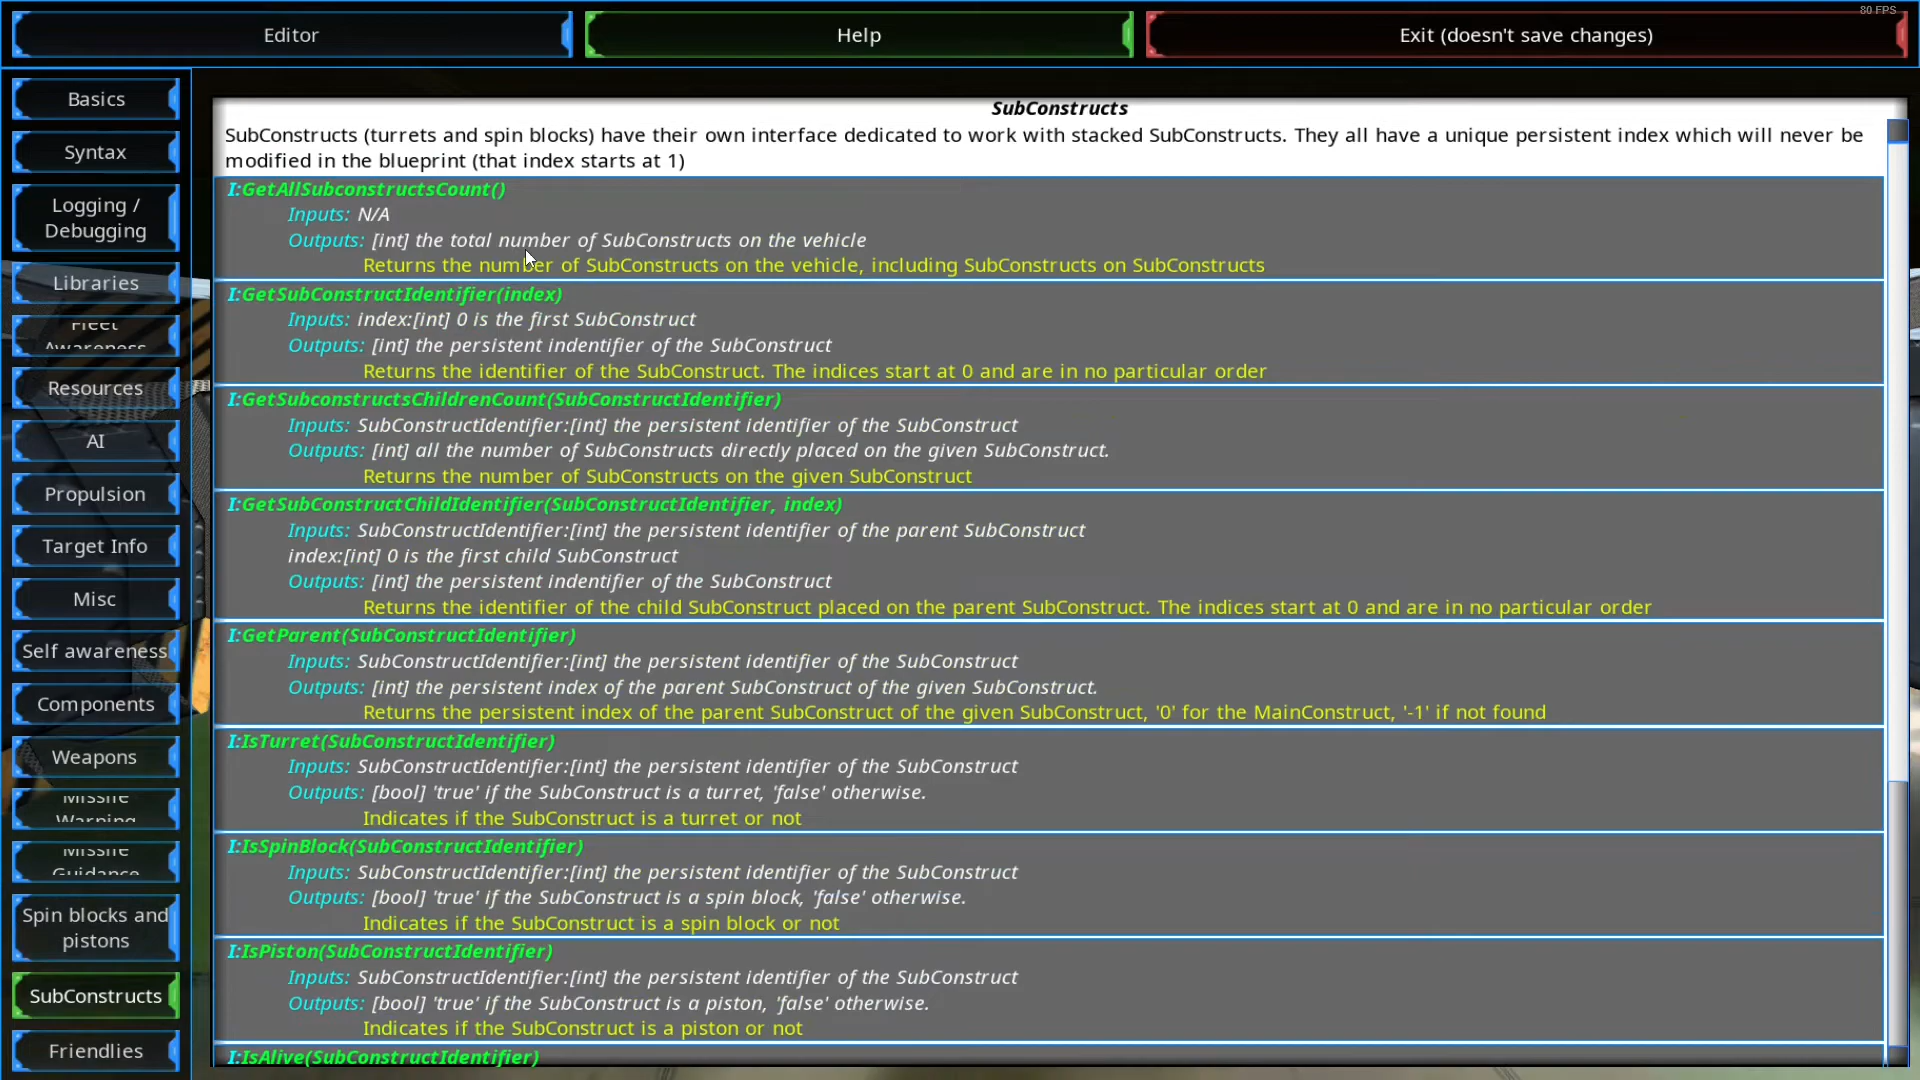 80 FPS
Editor
Help
Exit (doesn't save changes)
Basics
Syntax
Logging /
Debugging
Libraries
Fleet
Awareness
Resources
AI
Propulsion
Target Info
Misc
Self awareness
Components
Weapons
Missile
Warning
Missile
Guidance
Spin blocks and
pistons
SubConstructs
Friendlies
SubConstructs
SubConstructs (turrets and spin blocks) have their own interface dedicated to work with stacked SubConstructs. They all have a unique persistent index which will never be
modified in the blueprint (that index starts at 1)
I:GetAllSubconstructsCount()
Inputs: N/A
Outputs: [int] the total number of SubConstructs on the vehicle
Returns the number of SubConstructs on the vehicle, including SubConstructs on SubConstructs
I:GetSubConstructIdentifier(index)
Inputs: index:[int] 0 is the first SubConstruct
Outputs: [int] the persistent indentifier of the SubConstruct
Returns the identifier of the SubConstruct. The indices start at 0 and are in no particular order
I:GetSubconstructsChildrenCount(SubConstructIdentifier)
Inputs: SubConstructIdentifier:[int] the persistent identifier of the SubConstruct
Outputs: [int] all the number of SubConstructs directly placed on the given SubConstruct.
Returns the number of SubConstructs on the given SubConstruct
I:GetSubConstructChildIdentifier(SubConstructIdentifier, index)
Inputs: SubConstructIdentifier:[int] the persistent identifier of the parent SubConstruct
index:[int] 0 is the first child SubConstruct
Outputs: [int] the persistent indentifier of the SubConstruct
Returns the identifier of the child SubConstruct placed on the parent SubConstruct. The indices start at 0 and are in no particular order
I:GetParent(SubConstructIdentifier)
Inputs: SubConstructIdentifier:[int] the persistent identifier of the SubConstruct
Outputs: [int] the persistent index of the parent SubConstruct of the given SubConstruct.
Returns the persistent index of the parent SubConstruct of the given SubConstruct, '0' for the MainConstruct, '-1' if not found
I:IsTurret(SubConstructIdentifier)
Inputs: SubConstructIdentifier:[int] the persistent identifier of the SubConstruct
Outputs: [bool] 'true' if the SubConstruct is a turret, 'false' otherwise.
Indicates if the SubConstruct is a turret or not
I:IsSpinBlock(SubConstructIdentifier)
Inputs: SubConstructIdentifier:[int] the persistent identifier of the SubConstruct
Outputs: [bool] 'true' if the SubConstruct is a spin block, 'false' otherwise.
Indicates if the SubConstruct is a spin block or not
I:IsPiston(SubConstructIdentifier)
Inputs: SubConstructIdentifier:[int] the persistent identifier of the SubConstruct
Outputs: [bool] 'true' if the SubConstruct is a piston, 'false' otherwise.
Indicates if the SubConstruct is a piston or not
I:IsAlive(SubConstructIdentifier)